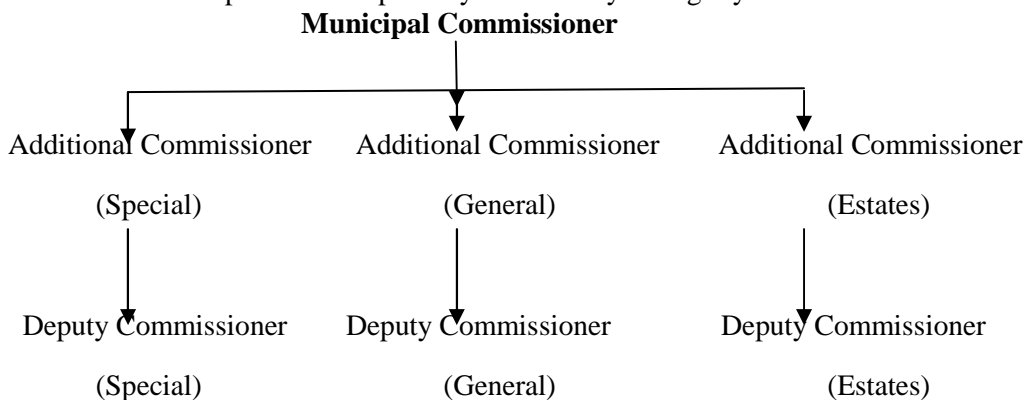 Municipal Commissioner
Additional Commissioner Additional Commissioner Additional Commissioner
(Special) (General) (Estates)
Deputy Commissioner Deputy Commissioner Deputy Commissioner
(Special) (General) (Estates)